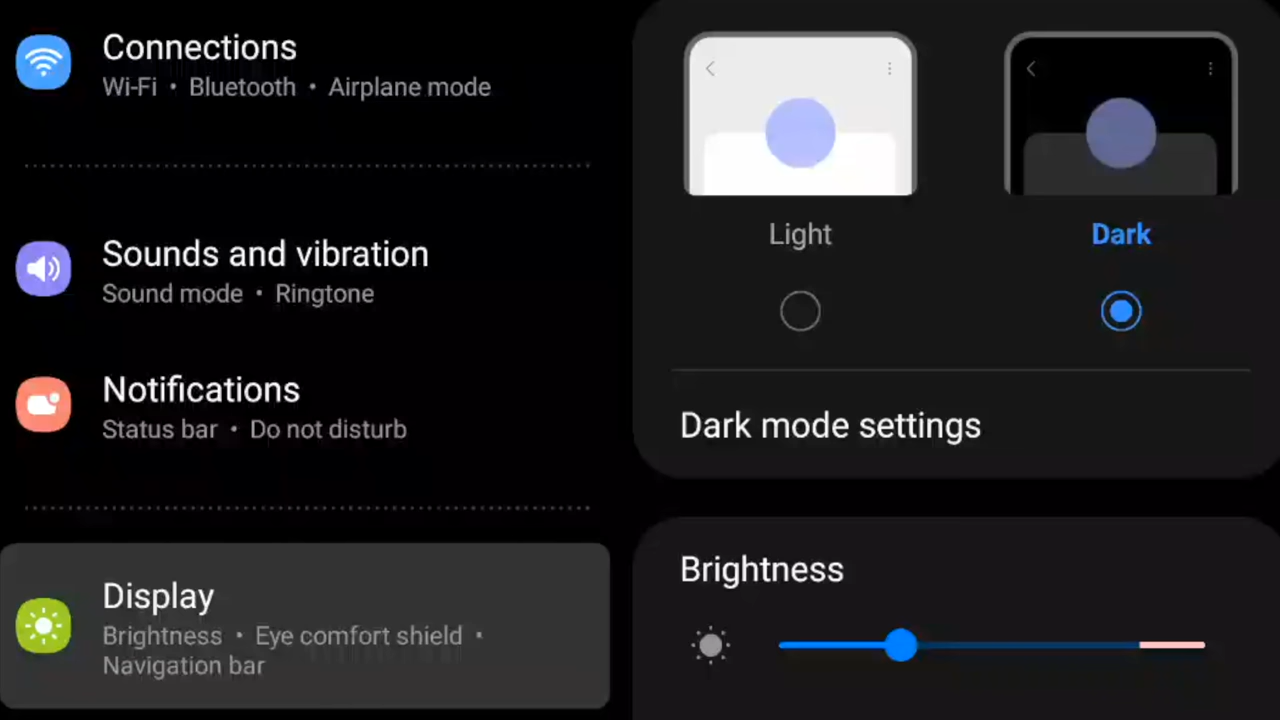 Connections
Wi-Fi • Bluetooth • Airplane mode
Sounds and vibration
Sound mode • Ringtone
Notifications
Status bar • Do not disturb
Display
Brightness • Eye comfort shield •
Navigation bar
Light
Dark
Dark mode settings
Brightness